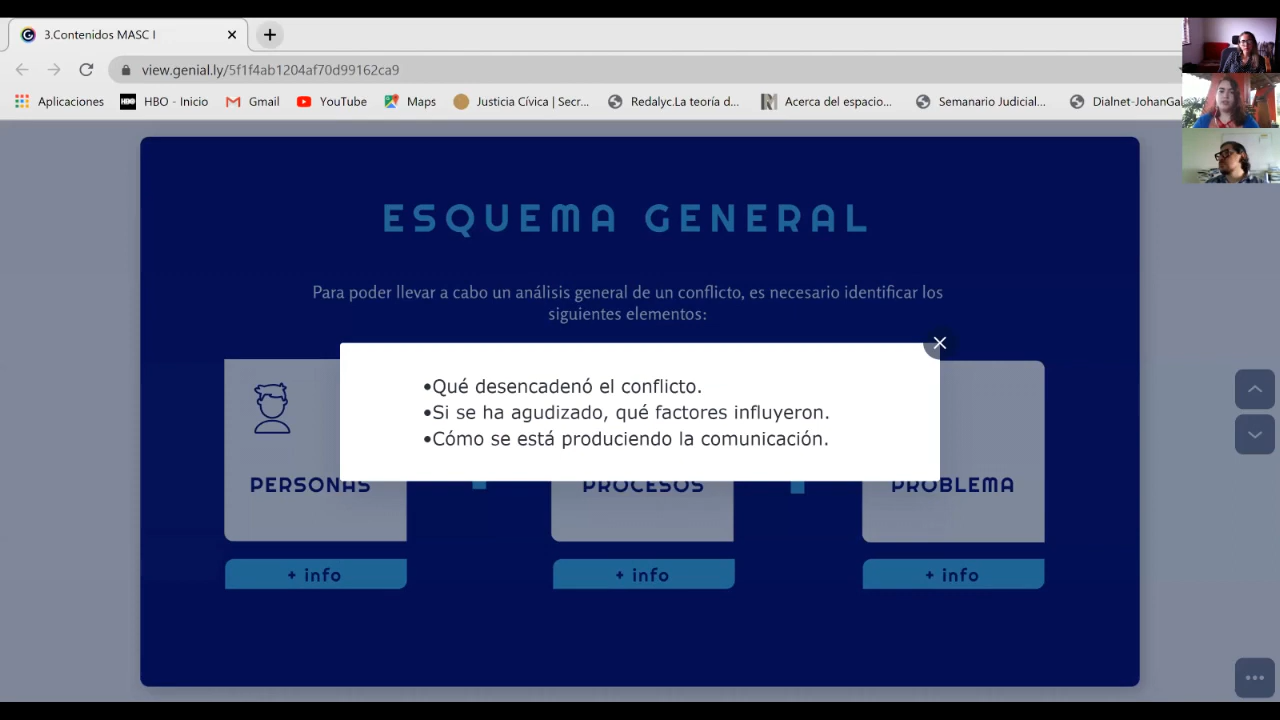 3.Contenidos MASC I
view.genial.ly/5f1f4ab1204af70d99162ca9
Aplicaciones
HBO HBO - Inicio
Gmail
YouTube
Maps
Justicia Cívica | Secr...
Redalyc.La teoría d...
Acerca del espacio...
Semanario Judicial...
Dialnet-JohanGal
ESQUEMA GENERAL
Para poder llevar a cabo un análisis general de un conflicto, es necesario identificar los
siguientes elementos:
•Qué desencadenó el conflicto.
•Si se ha agudizado, qué factores influyeron.
•Cómo se está produciendo la comunicación.
PERSONAS
PROCESOS
PROBLEMA
+ info
+ info
+ info